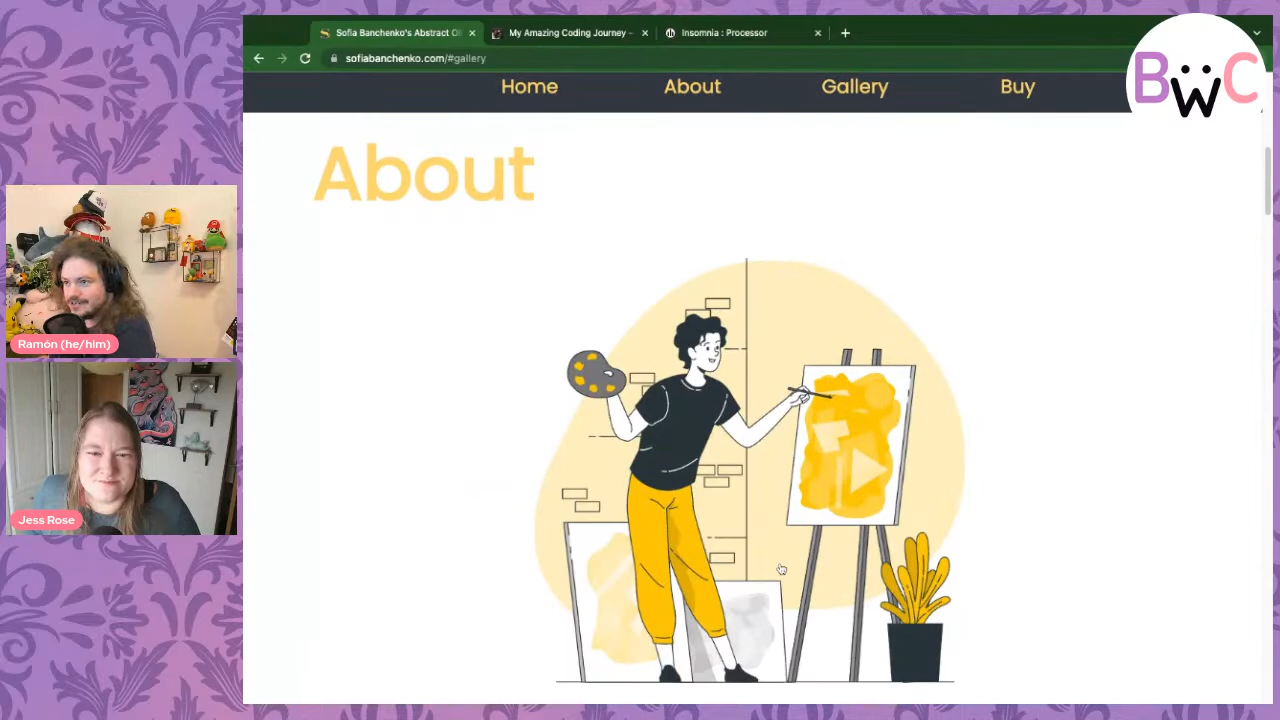 Sofia Banchenko's Abstract Oi
My Amazing Coding Journey –
Insomnia : Processor
sofiabanchenko.com/#gallery
BWC
Home
About
Gallery
Buy
About
Ramón (he/him)
Jess Rose